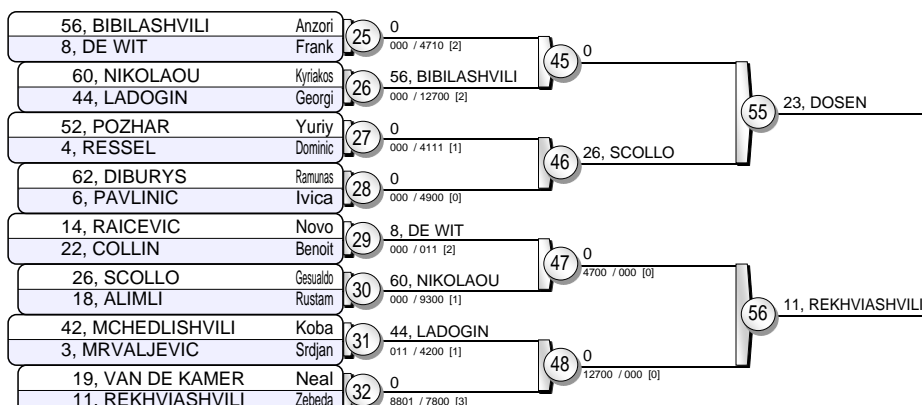 56, BIBILASHVILI Anzori
8, DE WIT Frank
25
0
000 / 4710 [2]
60, NIKOLAOU Kyriakos
44, LADOGIN Georgi
26
56, BIBILASHVILI
000 / 12700 [2]
45
0
52, POZHAR Yuriy
4, RESSEL Dominic
27
0
000 / 4111 [1]
62, DIBURYS Ramunas
6, PAVLINIC Ivica
28
0
000 / 4900 [0]
46
26, SCOLLO
55
23, DOSEN
14, RAICEVIC Novo
22, COLLIN Benoit
29
8, DE WIT
000 / 011 [2]
26, SCOLLO Gesualdo
18, ALIMLI Rustam
30
60, NIKOLAOU
000 / 9300 [1]
47
0
4700 / 000 [0]
42, MCHEDLISHVILI Koba
3, MRVALJEVIC Srdjan
31
44, LADOGIN
011 / 4200 [1]
19, VAN DE KAMER Neal
11, REKHVIASHVILI Zebeda
32
0
8801 / 7800 [3]
48
0
12700 / 000 [0]
56
11, REKHVIASHVILI